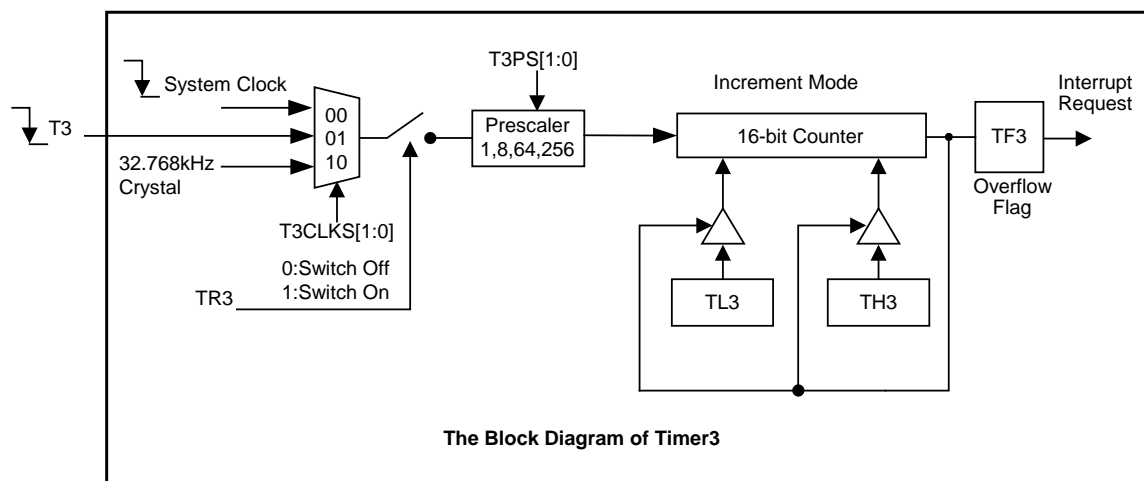 T3PS[1:0]
System Clock
Increment Mode
Interrupt
Request
T3
00
01
10
Prescaler
1,8,64,256
16-bit Counter
TF3
32.768kHz
Crystal
Overflow
Flag
T3CLKS[1:0]
0:Switch Off
1:Switch On
TR3
TL3
TH3
The Block Diagram of Timer3